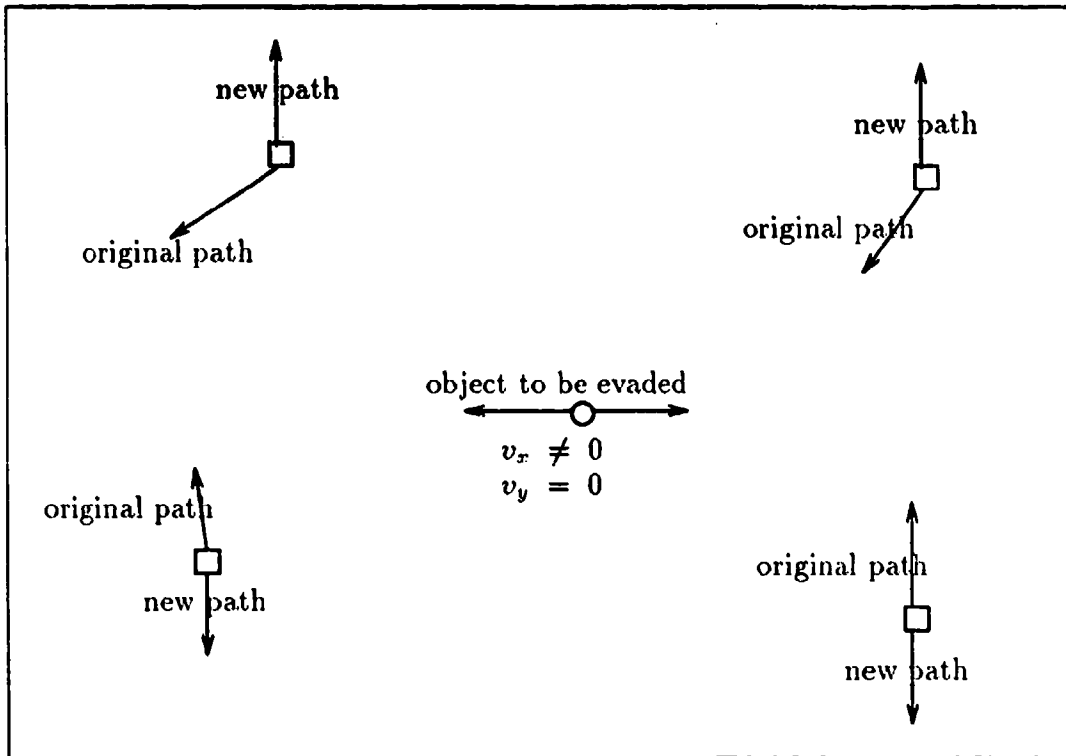 new path
new path
original path
original path
object to be evaded
v_x ≠ 0
v_y = 0
original path
original path
new path
new path